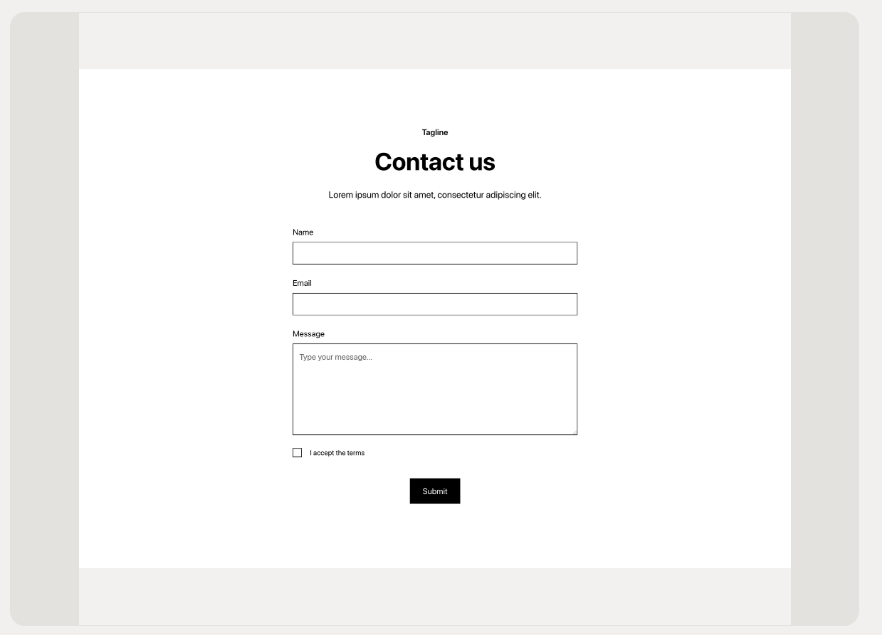 Tagline
Contact us
Lorem ipsum dolor sit amet, consectetur adipiscing elit.
Name
Email
Message
Type your message...
I accept the terms
Submit